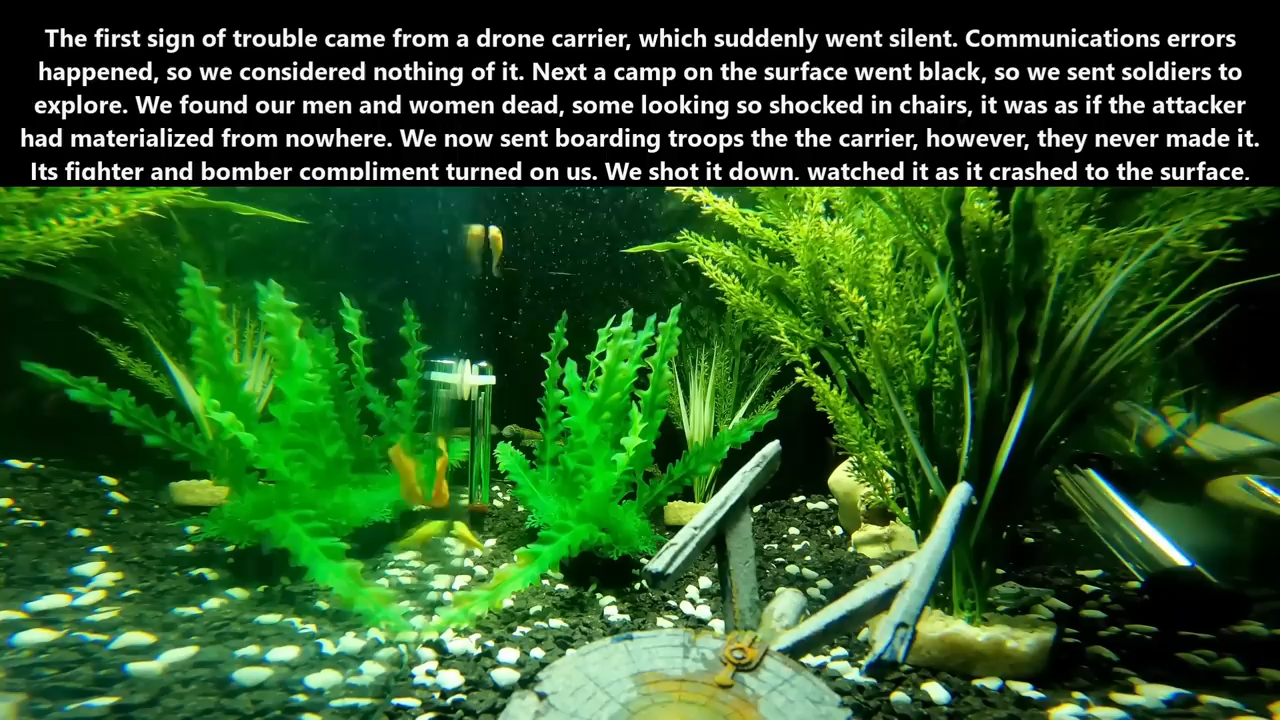 The first sign of trouble came from a drone carrier, which suddenly went silent. Communications errors
happened, so we considered nothing of it. Next a camp on the surface went black, so we sent soldiers to
explore. We found our men and women dead, some looking so shocked in chairs, it was as if the attacker
had materialized from nowhere. We now sent boarding troops the the carrier, however, they never made it.
Its fighter and bomber compliment turned on us. We shot it down, watched it as it crashed to the surface.